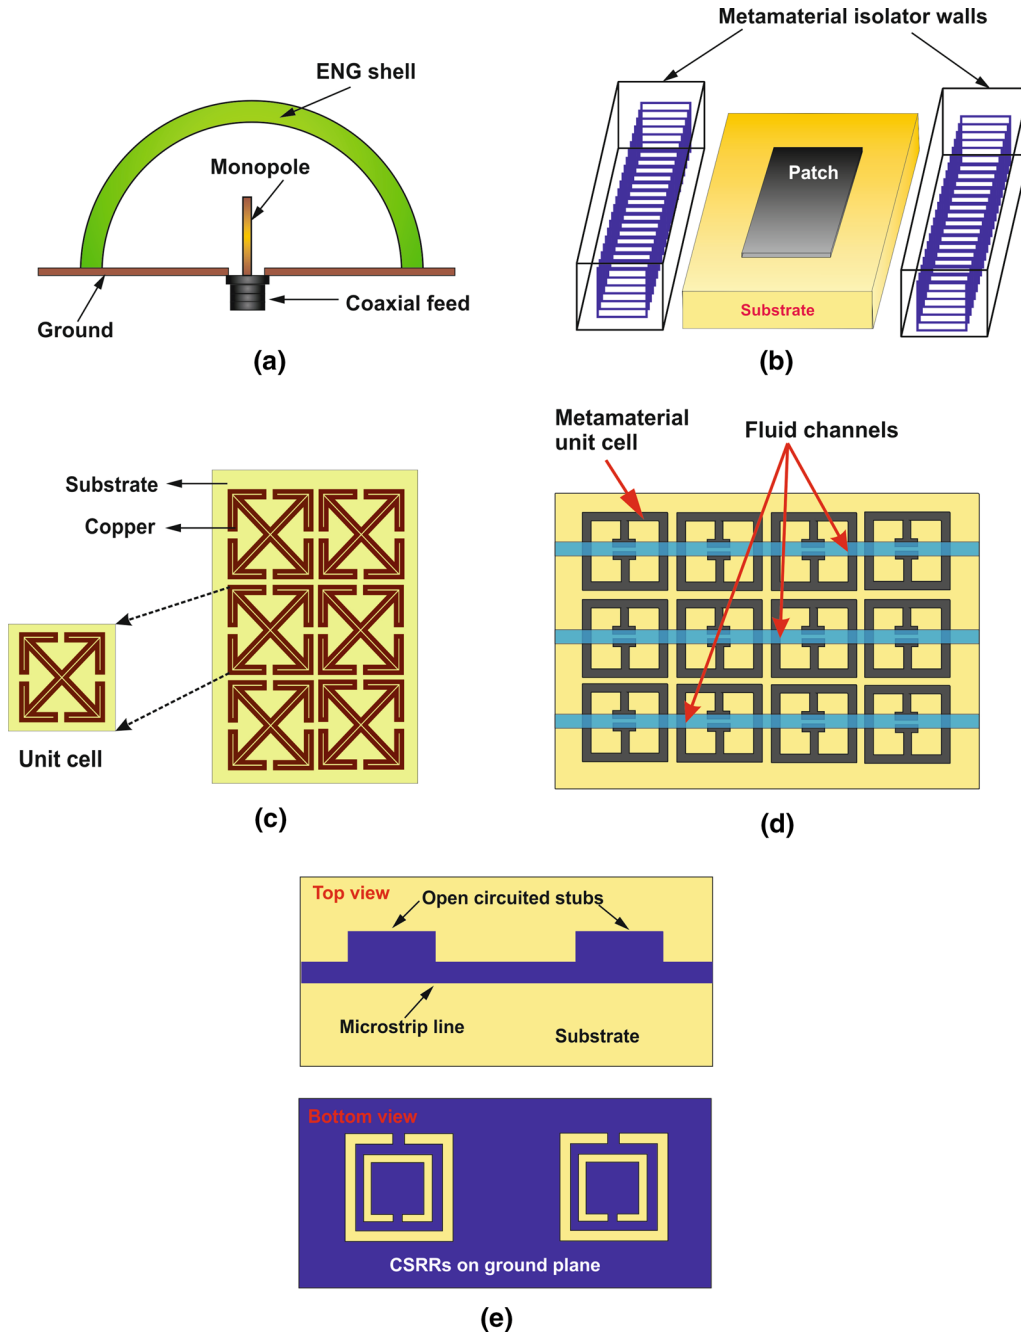 ENG shell
Monopole
Coaxial feed
Ground
(a)
Metamaterial isolator walls
Patch
Substrate
(b)
Substrate
Copper
Unit cell
(c)
Metamaterial
unit cell
Fluid channels
(d)
Top view
Open circuited stubs
Microstrip line
Substrate
Bottom view
CSRRs on ground plane
(e)